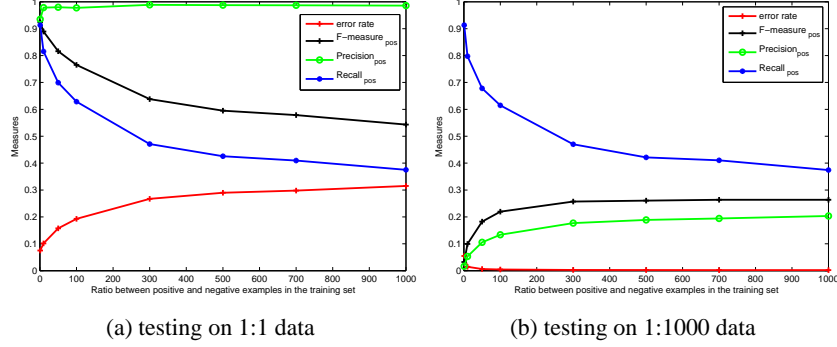 1
0.9
0.8
0.7
0.6
0.5
0.4
0.3
0.2
0.1
0
Measures
0 100 200 300 400 500 600 700 800 900 1000
Ratio between positive and negative examples in the training set
error rate
F−measure pos
Precision pos
Recall pos
(a) testing on 1:1 data
1
0.9
0.8
0.7
0.6
0.5
0.4
0.3
0.2
0.1
0
Measures
0 100 200 300 400 500 600 700 800 900 1000
Ratio between positive and negative examples in the training set
error rate
F−measure pos
Precision pos
Recall pos
(b) testing on 1:1000 data